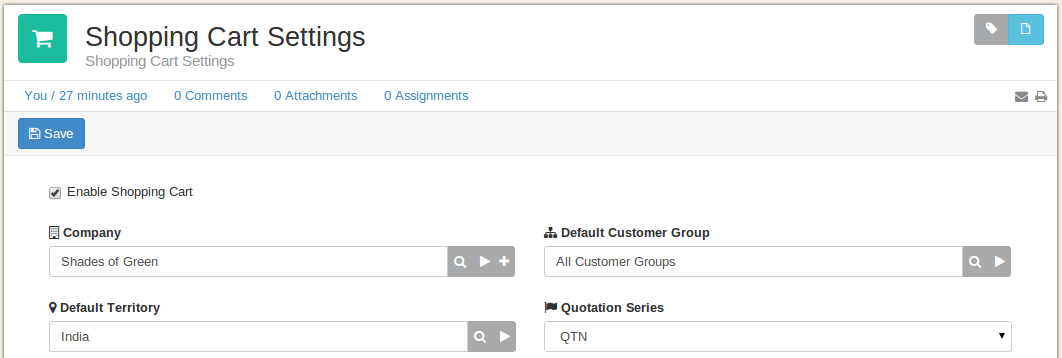 Shopping Cart Settings
Shopping Cart Settings
You / 27 minutes ago 0 Comments 0 Attachments 0 Assignments
Save
Enable Shopping Cart
Company Default Customer Group
Shades of Green All Customer Groups
Default Territory Quotation Series
India QTN